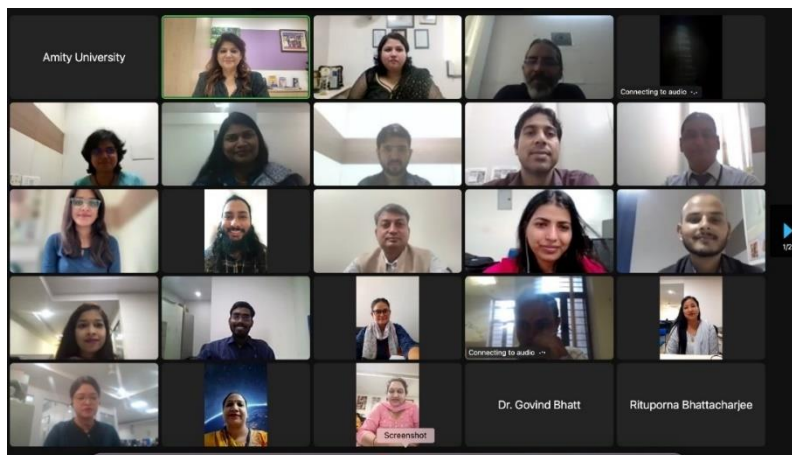 Amity University
Connecting to audio
1/2
Connecting to audio
Screenshot
Dr. Govind Bhatt
Rituporna Bhattacharjee